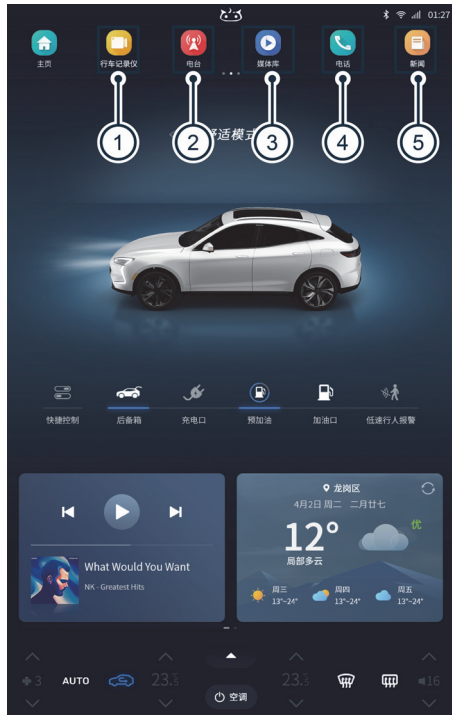 01:27
主页 行车记录仪 电台 媒体库 电话 新闻
1 2 3 4 5
适模式
快捷控制 后备箱 充电口 预加油 加油口 低速行人报警
龙岗区
4月2日 周二 二月廿七
12°
优
局部多云
What Would You Want
NK - Greatest Hits
周三 周四 周五
13°~24° 13°~24° 13°~24°
3 AUTO 23. 23. 16
空调